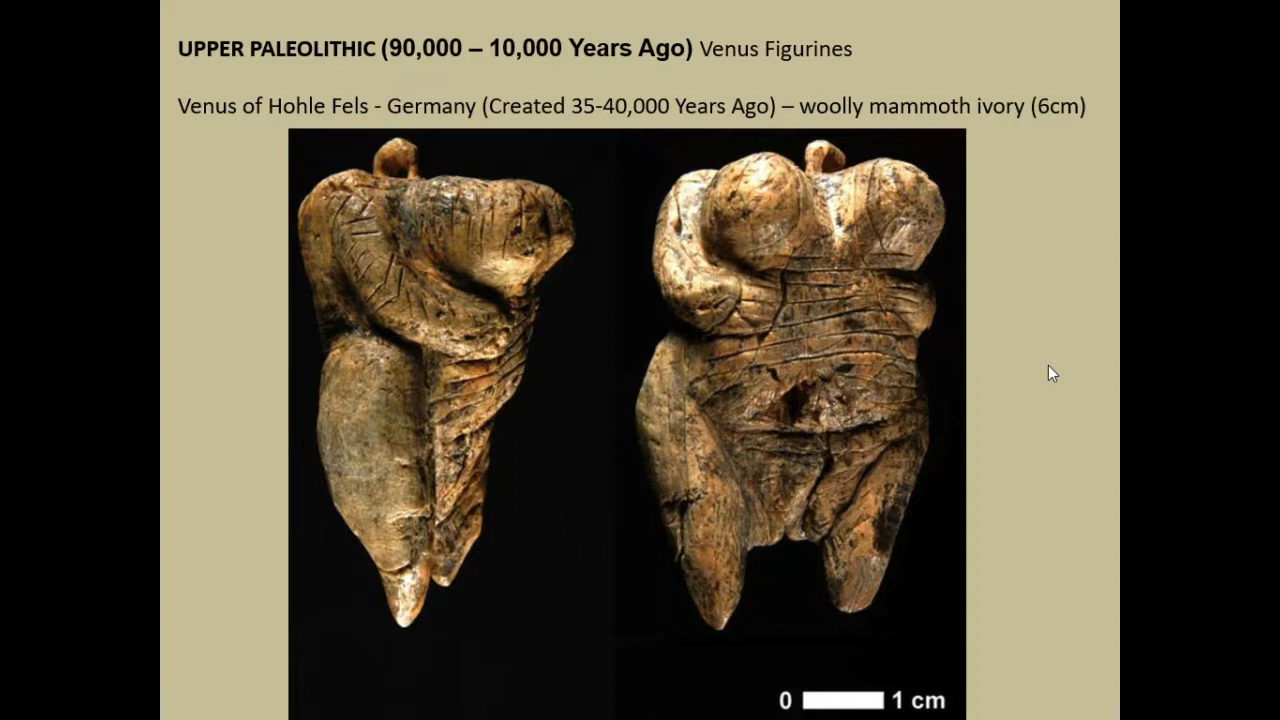 UPPER PALEOLITHIC (90,000 – 10,000 Years Ago) Venus Figurines
Venus of Hohle Fels - Germany (Created 35-40,000 Years Ago) – woolly mammoth ivory (6cm)
0 1 cm